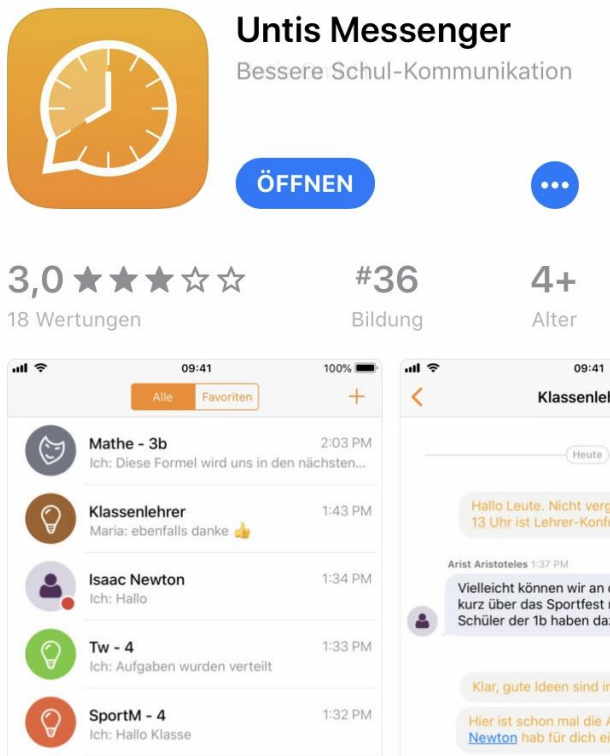 Untis Messenger
Bessere Schul-Kommunikation
ÖFFNEN
3,0
18 Wertungen
#36
Bildung
4+
Alter
09:41
100%
Alle
Favoriten
Mathe - 3b
2:03 PM
Ich: Diese Formel wird uns in den nächsten...
Klassenlehrer
1:43 PM
Maria: ebenfalls danke 👍
Isaac Newton
1:34 PM
Ich: Hallo
Tw - 4
1:33 PM
Ich: Aufgaben wurden verteilt
SportM - 4
1:32 PM
Ich: Hallo Klasse
09:41
Klassenleh
Heute
Hallo Leute. Nicht verg
13 Uhr ist Lehrer-Konf
Arist Aristoteles 1:37 PM
Vielleicht können wir an
kurz über das Sportfest
Schüler der 1b haben
Klar, gute Ideen sind
Hier ist schon mal die
Newton hab für dich